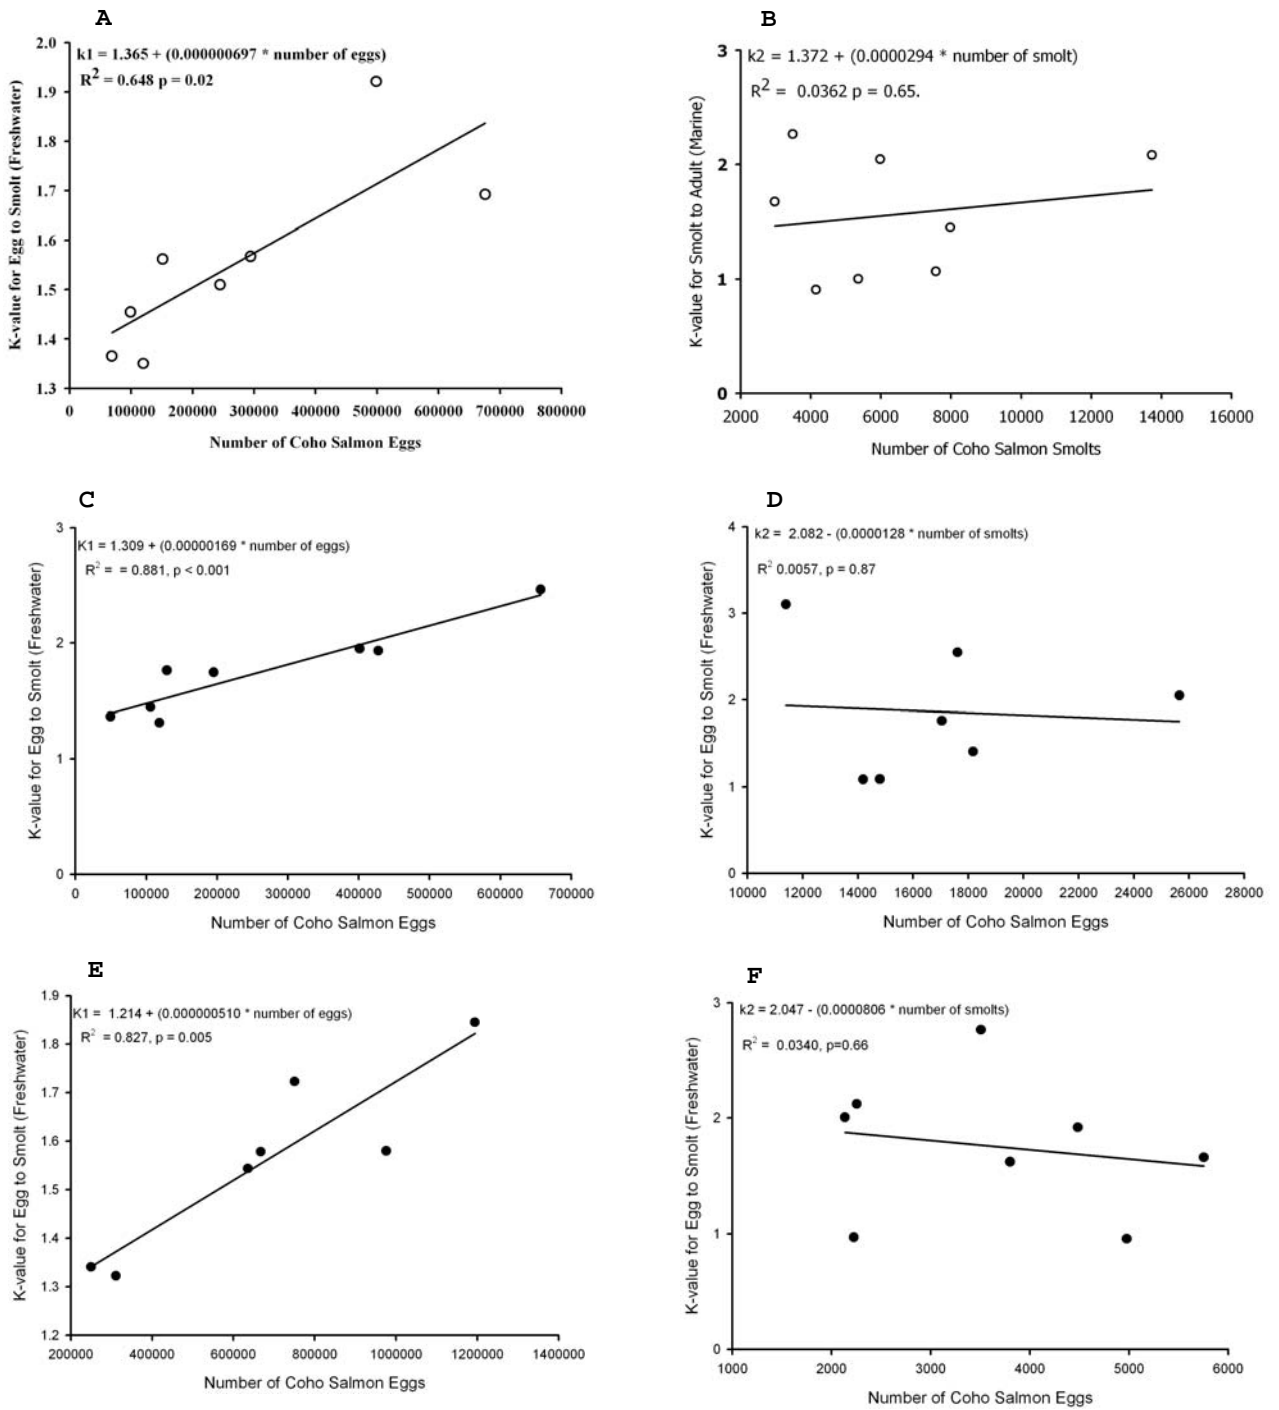 A
k1 = 1.365 + (0.000000697 * number of eggs)
R2 = 0.648 p = 0.02
2.0
1.9
1.8
1.7
1.6
1.5
1.4
1.3
0 100000 200000 300000 400000 500000 600000 700000 800000
K-value for Egg to Smolt (Freshwater)
Number of Coho Salmon Eggs
B
k2 = 1.372 + (0.0000294 * number of smolt)
R2 = 0.0362 p = 0.65.
3
2
1
0
2000 4000 6000 8000 10000 12000 14000 16000
K-value for Smolt to Adult (Marine)
Number of Coho Salmon Smolts
C
K1 = 1.309 + (0.00000169 * number of eggs)
R2 = = 0.881, p < 0.001
3
2
1
0
0 100000 200000 300000 400000 500000 600000 700000
K-value for Egg to Smolt (Freshwater)
Number of Coho Salmon Eggs
D
k2 = 2.082 - (0.0000128 * number of smolts)
R2 0.0057, p = 0.87
4
3
2
1
0
10000 12000 14000 16000 18000 20000 22000 24000 26000 28000
K-value for Egg to Smolt (Freshwater)
Number of Coho Salmon Eggs
E
K1 = 1.214 + (0.000000510 * number of eggs)
R2 = 0.827, p = 0.005
1.9
1.8
1.7
1.6
1.5
1.4
1.3
1.2
200000 400000 600000 800000 1000000 1200000 1400000
K-value for Egg to Smolt (Freshwater)
Number of Coho Salmon Eggs
F
k2 = 2.047 - (0.0000806 * number of smolts)
R2 = 0.0340, p=0.66
3
2
1
0
1000 2000 3000 4000 5000 6000
K-value for Egg to Smolt (Freshwater)
Number of Coho Salmon Eggs